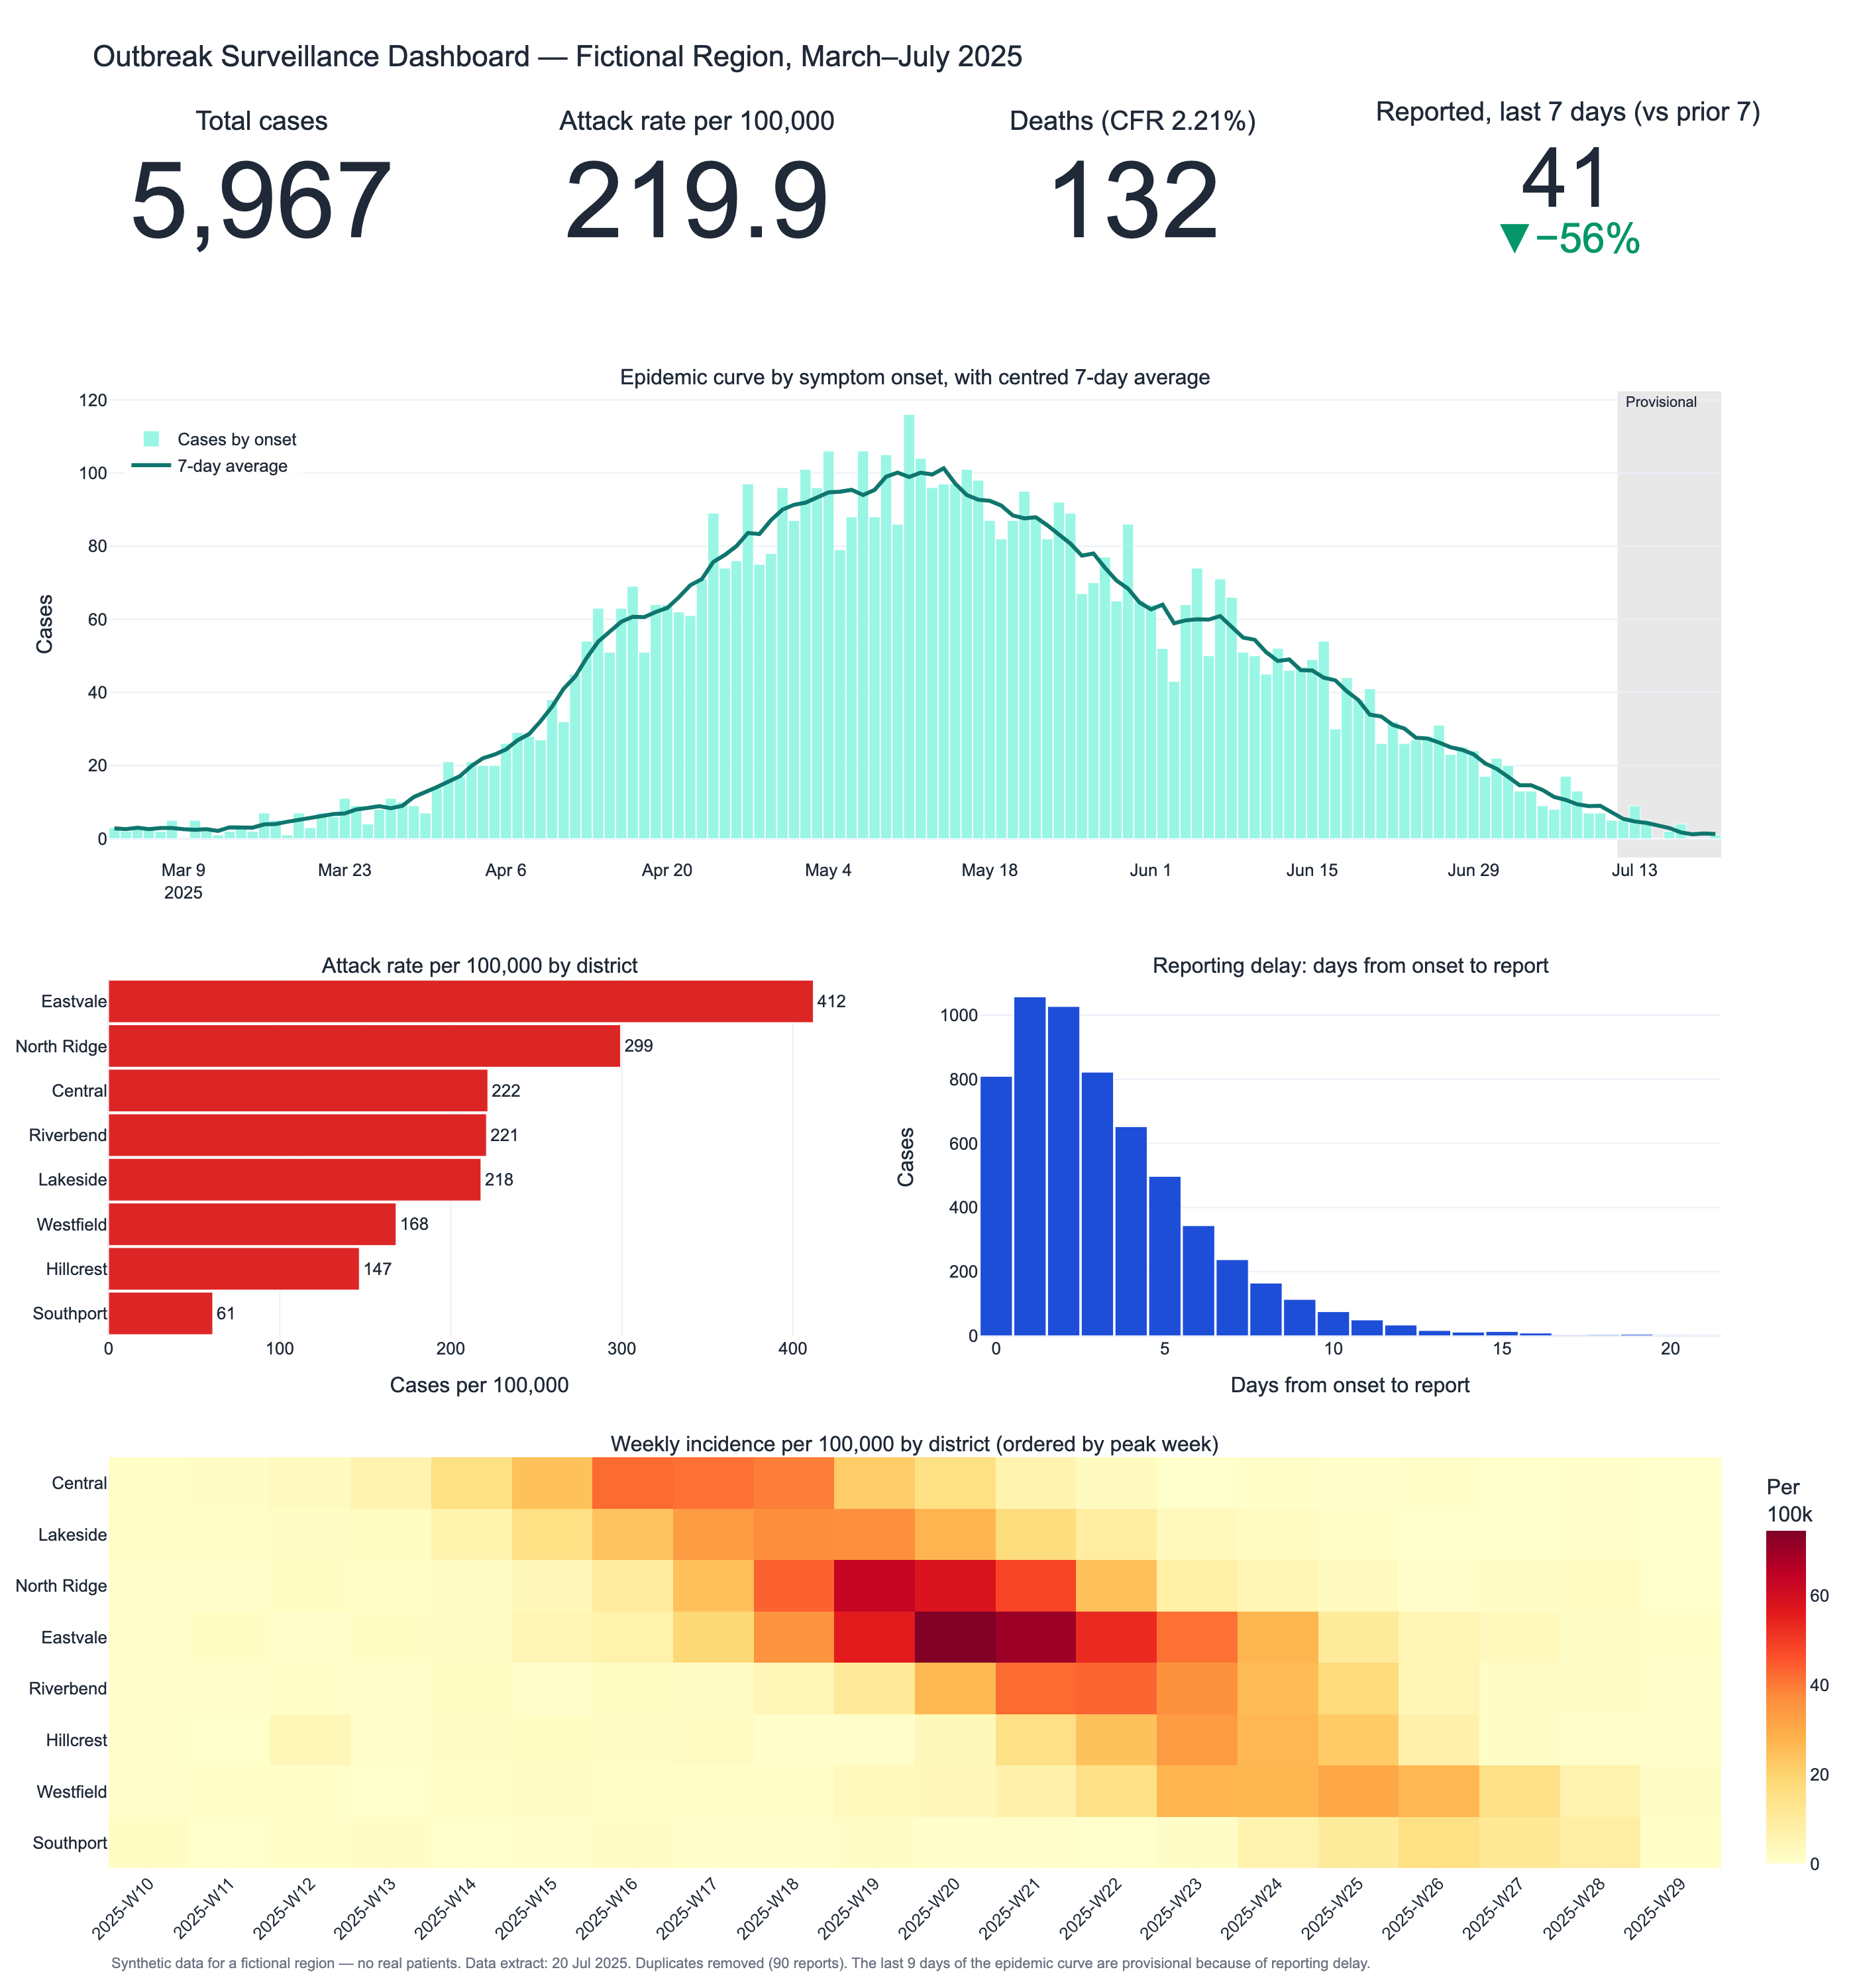 Outbreak Surveillance Dashboard — Fictional Region, March–July 2025
Total cases
5,967
Attack rate per 100,000
219.9
Deaths (CFR 2.21%)
132
Reported, last 7 days (vs prior 7)
41
▼−56%
Epidemic curve by symptom onset, with centred 7-day average
Cases by onset
7-day average
Provisional
Cases
120
100
80
60
40
20
0
Mar 9
2025
Mar 23
Apr 6
Apr 20
May 4
May 18
Jun 1
Jun 15
Jun 29
Jul 13
Attack rate per 100,000 by district
Eastvale
412
North Ridge
299
Central
222
Riverbend
221
Lakeside
218
Westfield
168
Hillcrest
147
Southport
61
0
100
200
300
400
Cases per 100,000
Reporting delay: days from onset to report
Cases
1000
800
600
400
200
0
0
5
10
15
20
Days from onset to report
Weekly incidence per 100,000 by district (ordered by peak week)
Central
Lakeside
North Ridge
Eastvale
Riverbend
Hillcrest
Westfield
Southport
2025-W10
2025-W11
2025-W12
2025-W13
2025-W14
2025-W15
2025-W16
2025-W17
2025-W18
2025-W19
2025-W20
2025-W21
2025-W22
2025-W23
2025-W24
2025-W25
2025-W26
2025-W27
2025-W28
2025-W29
Per
100k
60
40
20
0
Synthetic data for a fictional region — no real patients. Data extract: 20 Jul 2025. Duplicates removed (90 reports). The last 9 days of the epidemic curve are provisional because of reporting delay.